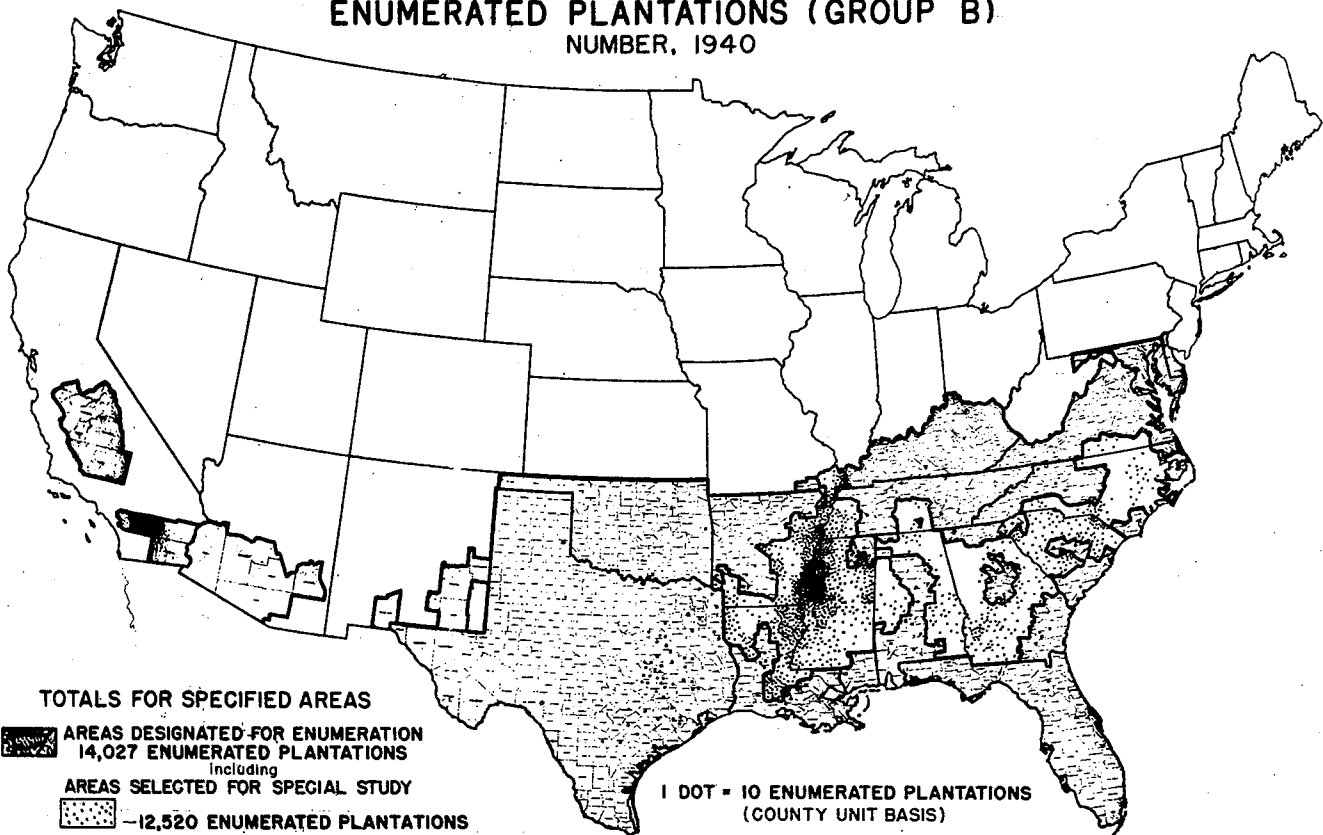 ENUMERATED PLANTATIONS (GROUP B)
NUMBER, 1940
TOTALS FOR SPECIFIED AREAS
AREAS DESIGNATED FOR ENUMERATION
14,027 ENUMERATED PLANTATIONS
including
AREAS SELECTED FOR SPECIAL STUDY
—12,520 ENUMERATED PLANTATIONS
1 DOT = 10 ENUMERATED PLANTATIONS
(COUNTY UNIT BASIS)